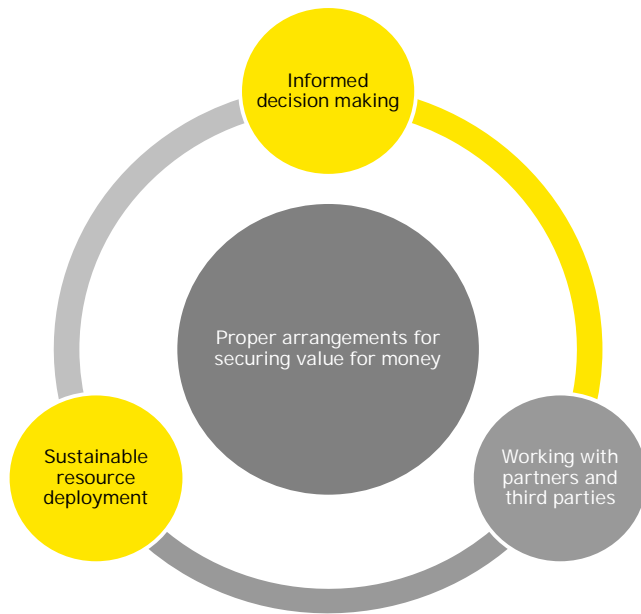 Informed
decision making
Proper arrangements for
securing value for money
Sustainable
resource
deployment
Working with
partners and
third parties